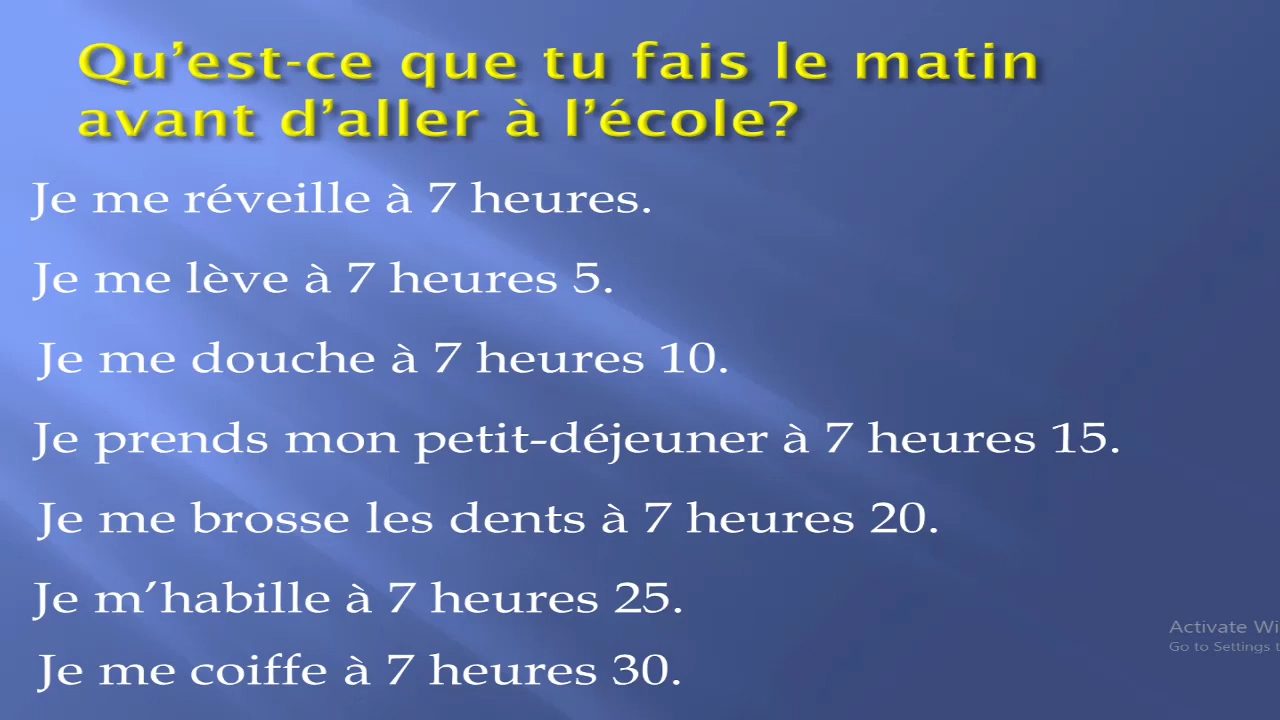 Qu’est-ce que tu fais le matin
avant d’aller à l’école?
Je me réveille à 7 heures.
Je me lève à 7 heures 5.
Je me douche à 7 heures 10.
Je prends mon petit-déjeuner à 7 heures 15.
Je me brosse les dents à 7 heures 20.
Je m’habille à 7 heures 25.
Activate Wi
Go to Settings t
Je me coiffe à 7 heures 30.